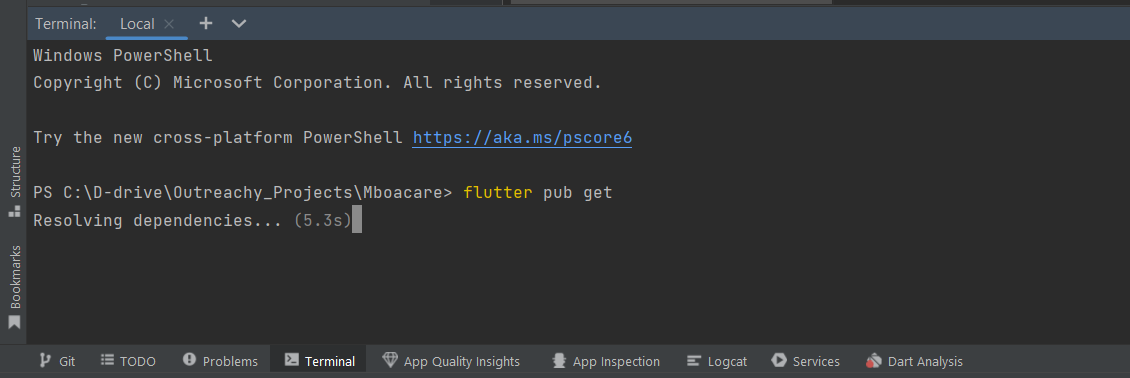 Terminal: Local
Windows PowerShell
Copyright (C) Microsoft Corporation. All rights reserved.
Try the new cross-platform PowerShell https://aka.ms/pscore6
PS C:\D-drive\Outreachy_Projects\Mboacare> flutter pub get
Resolving dependencies... (5.3s)
Structure
Bookmarks
Git TODO Problems Terminal App Quality Insights App Inspection Logcat Services Dart Analysis